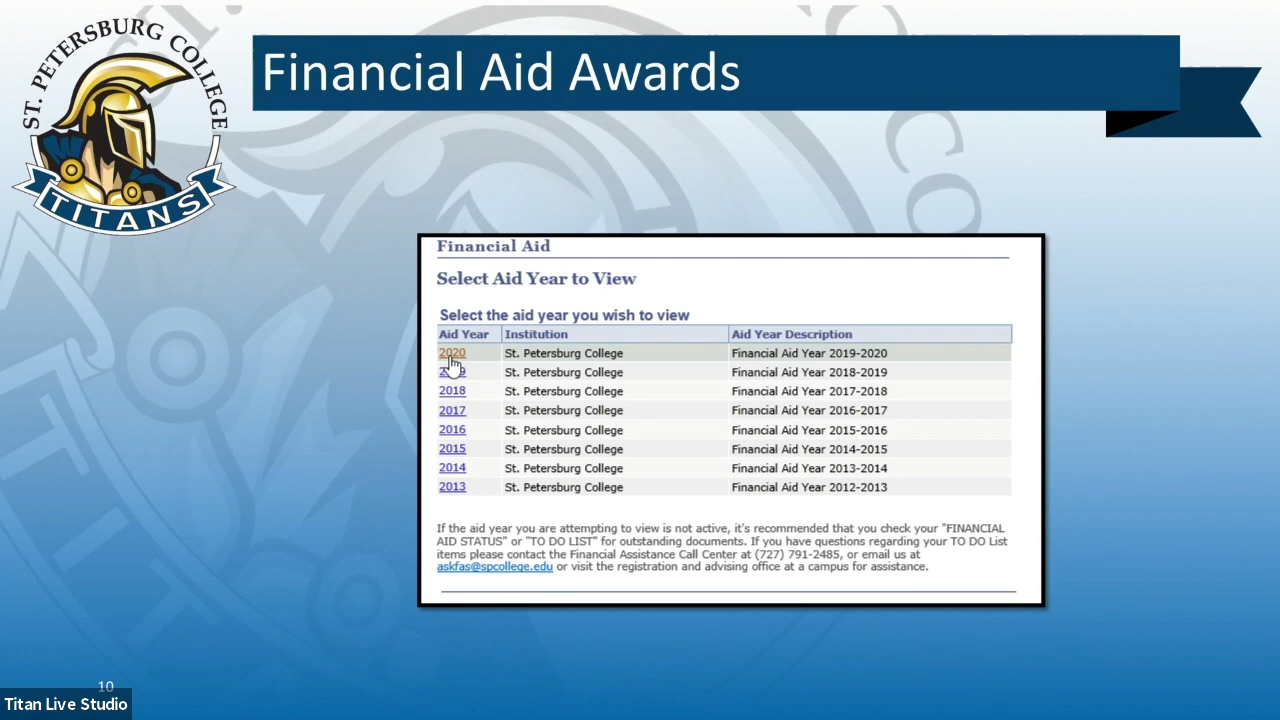 ST. PETERSBURG COLLEGE
TITANS
Financial Aid Awards
Financial Aid
Select Aid Year to View
Select the aid year you wish to view
Aid Year Institution Aid Year Description
2020 St. Petersburg College Financial Aid Year 2019-2020
St. Petersburg College Financial Aid Year 2018-2019
2018 St. Petersburg College Financial Aid Year 2017-2018
2017 St. Petersburg College Financial Aid Year 2016-2017
2016 St. Petersburg College Financial Aid Year 2015-2016
2015 St. Petersburg College Financial Aid Year 2014-2015
2014 St. Petersburg College Financial Aid Year 2013-2014
2013 St. Petersburg College Financial Aid Year 2012-2013
If the aid year you are attempting to view is not active, it's recommended that you check your "FINANCIAL
AID STATUS" or "TO DO LIST" for outstanding documents. If you have questions regarding your TO DO List
items please contact the Financial Assistance Call Center at (727) 791-2485, or email us at
askfas@spcollege.edu or visit the registration and advising office at a campus for assistance.
10
Titan Live Studio